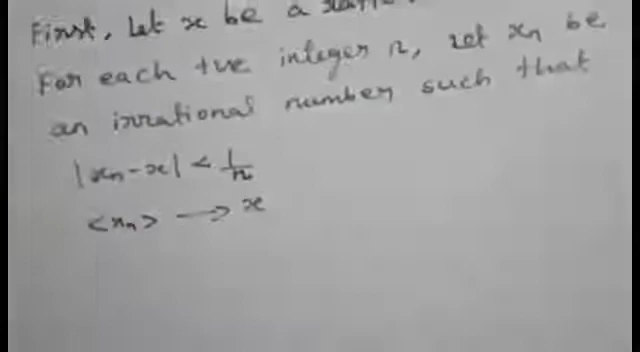 First, Let x be a
For each +ve integer n, let xₙ be
an irrational number such that
|xₙ - x| < 1/n
<xₙ> → x